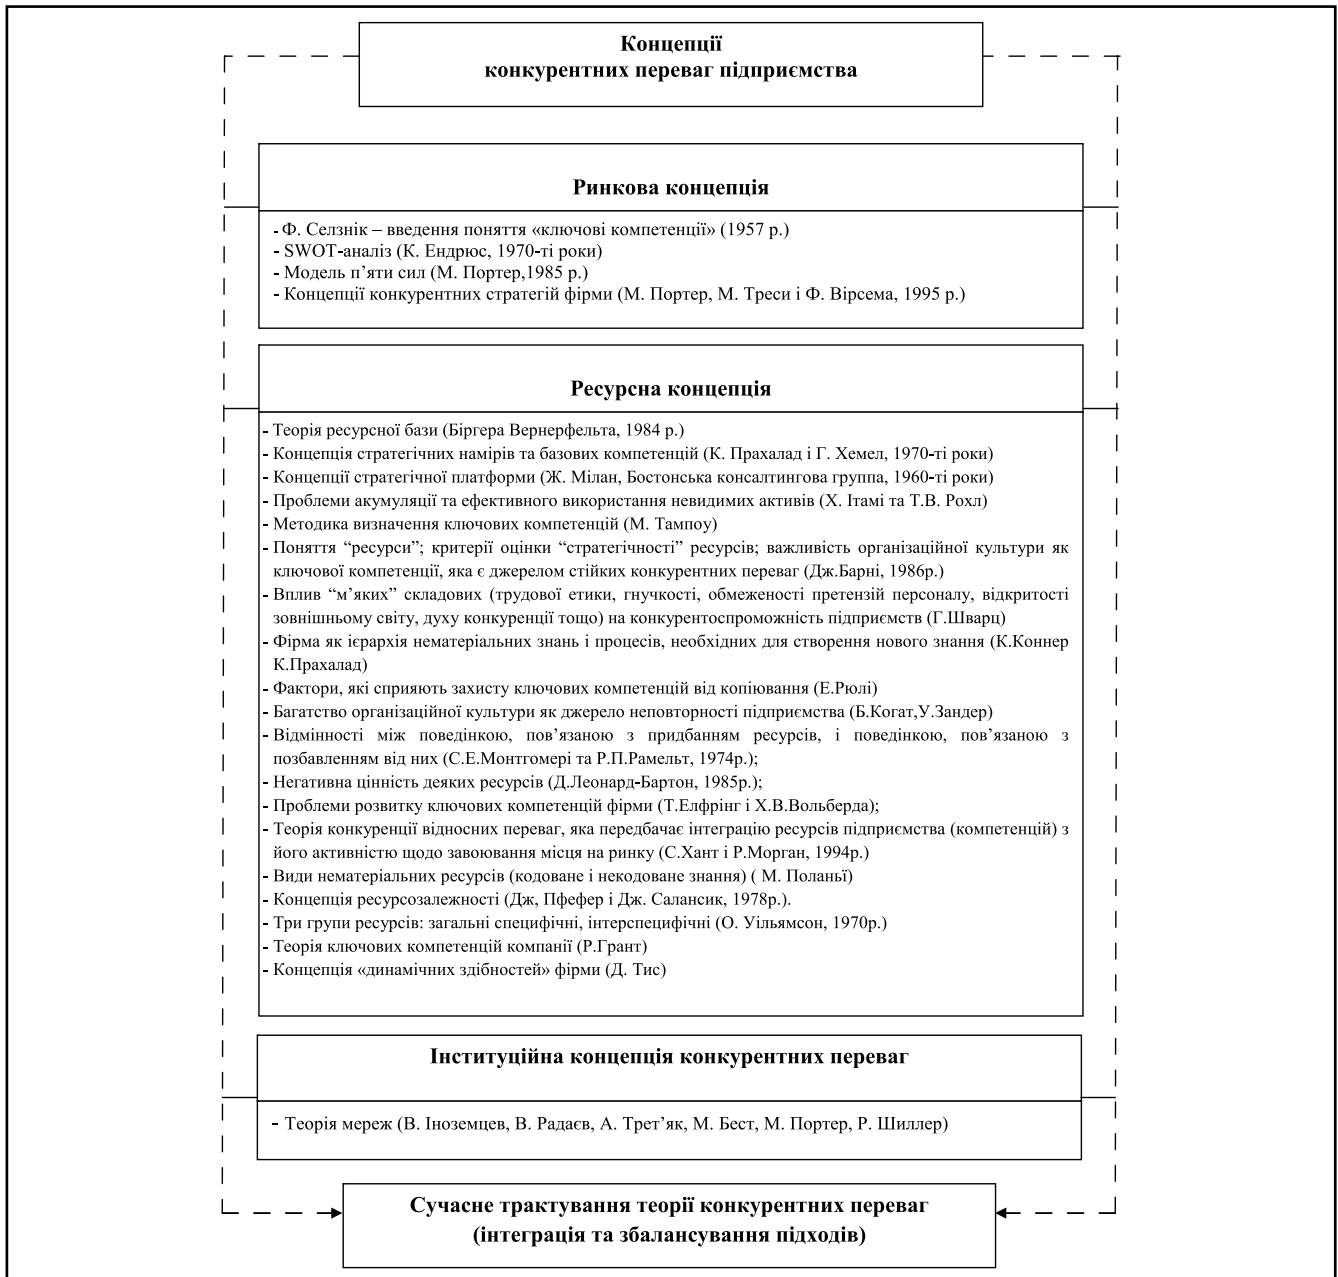 Концепції
конкурентних переваг підприємства
Ринкова концепція
- Ф. Селзнік – введення поняття «ключові компетенції» (1957 р.)
- SWOT-аналіз (К. Ендрюс, 1970-ті роки)
- Модель п’яти сил (М. Портер,1985 р.)
- Концепції конкурентних стратегій фірми (М. Портер, М. Треси і Ф. Вірсема, 1995 р.)
Ресурсна концепція
- Теорія ресурсної бази (Біргера Вернерфельта, 1984 р.)
- Концепція стратегічних намірів та базових компетенцій (К. Прахалад і Г. Хемел, 1970-ті роки)
- Концепції стратегічної платформи (Ж. Мілан, Бостонська консалтингова группа, 1960-ті роки)
- Проблеми акумуляції та ефективного використання невидимих активів (Х. Ітамі та Т.В. Рохл)
- Методика визначення ключових компетенцій (М. Тампоу)
- Поняття “ресурси”; критерії оцінки “стратегічності” ресурсів; важливість організаційної культури як
ключової компетенції, яка є джерелом стійких конкурентних переваг (Дж.Барні, 1986р.)
- Вплив “м’яких” складових (трудової етики, гнучкості, обмеженості претензій персоналу, відкритості
зовнішньому світу, духу конкуренції тощо) на конкурентоспроможність підприємств (Г.Шварц)
- Фірма як ієрархія нематеріальних знань і процесів, необхідних для створення нового знання (К.Коннер
К.Прахалад)
- Фактори, які сприяють захисту ключових компетенцій від копіювання (Е.Рюлі)
- Багатство організаційної культури як джерело неповторності підприємства (Б.Когат,У.Зандер)
- Відмінності між поведінкою, пов’язаною з придбанням ресурсів, і поведінкою, пов’язаною з
позбавленням від них (С.Е.Монтгомері та Р.П.Рамельт, 1974р.);
- Негативна цінність деяких ресурсів (Д.Леонард-Бартон, 1985р.);
- Проблеми розвитку ключових компетенцій фірми (Т.Елфрінг і Х.В.Вольберда);
- Теорія конкуренції відносних переваг, яка передбачає інтеграцію ресурсів підприємства (компетенцій) з
його активністю щодо завоювання місця на ринку (С.Хант і Р.Морган, 1994р.)
- Види нематеріальних ресурсів (кодоване і некодоване знання) ( М. Поланьї)
- Концепція ресурсозалежності (Дж, Пфефер і Дж. Салансик, 1978р.).
- Три групи ресурсів: загальні специфічні, інтерспецифічні (О. Уільямсон, 1970р.)
- Теорія ключових компетенцій компанії (Р.Грант)
- Концепція «динамічних здібностей» фірми (Д. Тис)
Інституційна концепція конкурентних переваг
- Теорія мереж (В. Іноземцев, В. Радаєв, А. Трет’як, М. Бест, М. Портер, Р. Шиллер)
Сучасне трактування теорії конкурентних переваг
(інтеграція та збалансування підходів)